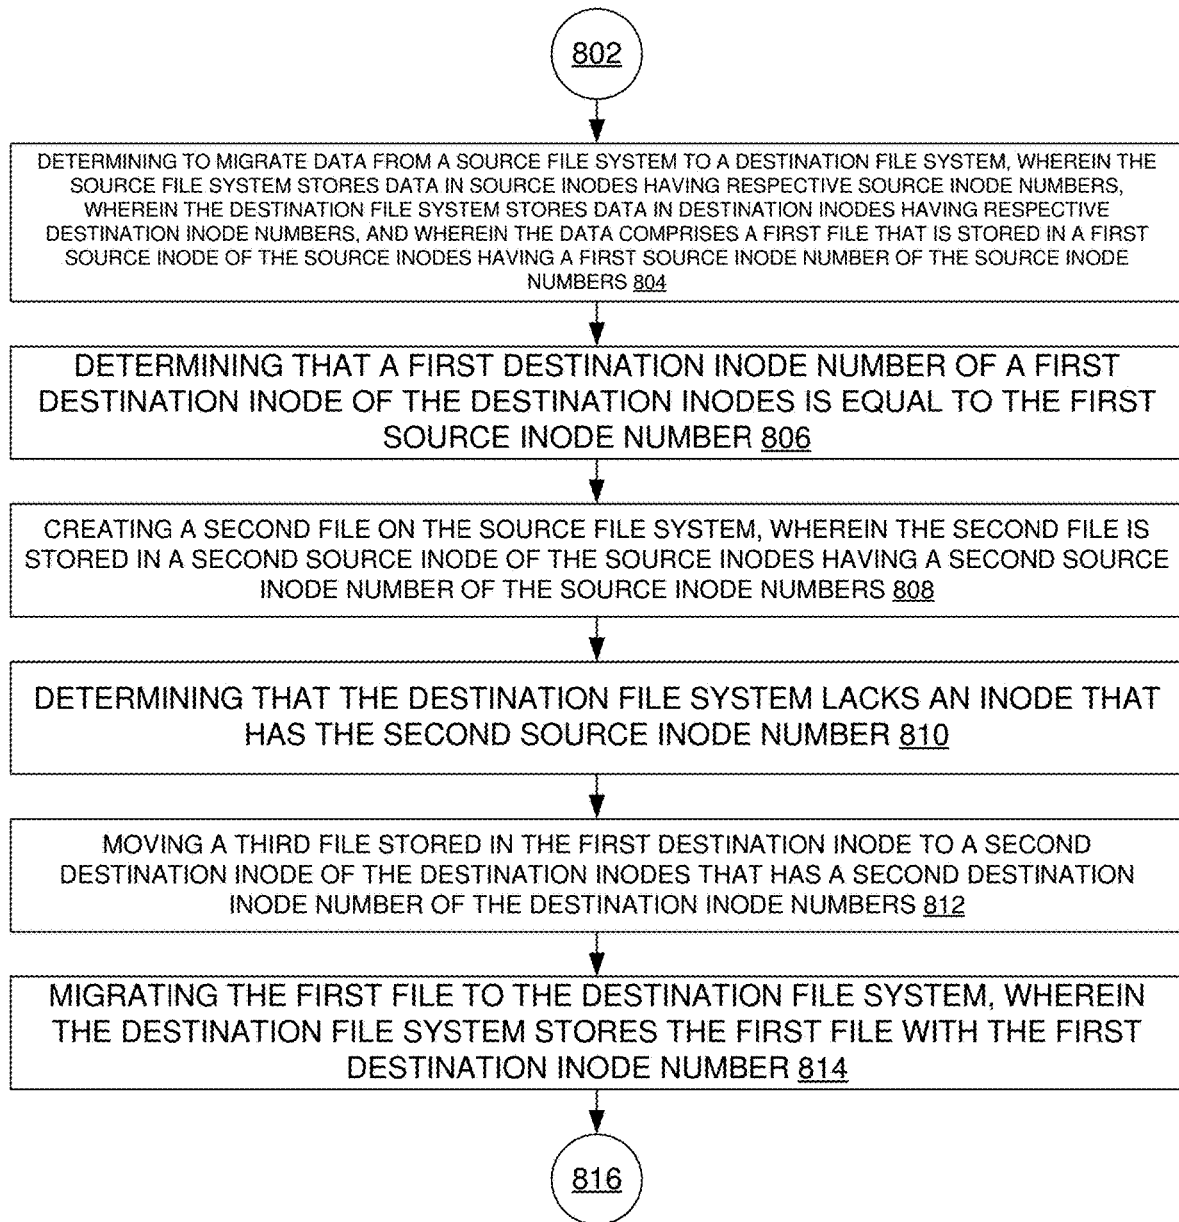 802
DETERMINING TO MIGRATE DATA FROM A SOURCE FILE SYSTEM TO A DESTINATION FILE SYSTEM, WHEREIN THE
SOURCE FILE SYSTEM STORES DATA IN SOURCE INODES HAVING RESPECTIVE SOURCE INODE NUMBERS,
WHEREIN THE DESTINATION FILE SYSTEM STORES DATA IN DESTINATION INODES HAVING RESPECTIVE
DESTINATION INODE NUMBERS, AND WHEREIN THE DATA COMPRISES A FIRST FILE THAT IS STORED IN A FIRST
SOURCE INODE OF THE SOURCE INODES HAVING A FIRST SOURCE INODE NUMBER OF THE SOURCE INODE
NUMBERS 804
DETERMINING THAT A FIRST DESTINATION INODE NUMBER OF A FIRST
DESTINATION INODE OF THE DESTINATION INODES IS EQUAL TO THE FIRST
SOURCE INODE NUMBER 806
CREATING A SECOND FILE ON THE SOURCE FILE SYSTEM, WHEREIN THE SECOND FILE IS
STORED IN A SECOND SOURCE INODE OF THE SOURCE INODES HAVING A SECOND SOURCE
INODE NUMBER OF THE SOURCE INODE NUMBERS 808
DETERMINING THAT THE DESTINATION FILE SYSTEM LACKS AN INODE THAT
HAS THE SECOND SOURCE INODE NUMBER 810
MOVING A THIRD FILE STORED IN THE FIRST DESTINATION INODE TO A SECOND
DESTINATION INODE OF THE DESTINATION INODES THAT HAS A SECOND DESTINATION
INODE NUMBER OF THE DESTINATION INODE NUMBERS 812
MIGRATING THE FIRST FILE TO THE DESTINATION FILE SYSTEM, WHEREIN
THE DESTINATION FILE SYSTEM STORES THE FIRST FILE WITH THE FIRST
DESTINATION INODE NUMBER 814
816